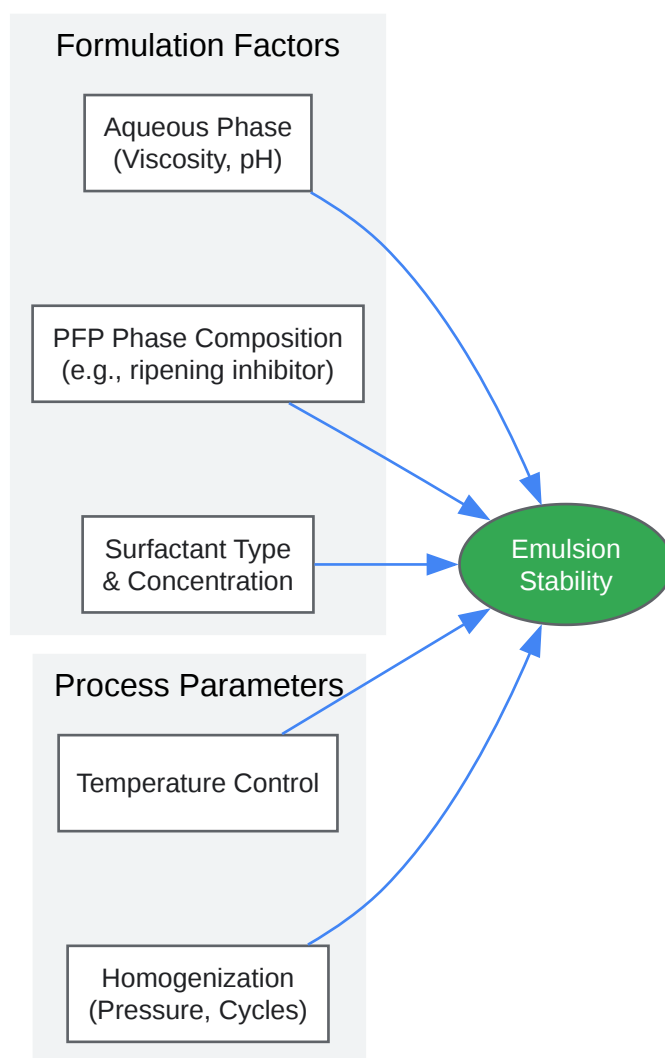 Formulation Factors
Aqueous Phase
(Viscosity, pH)
PFP Phase Composition
(e.g., ripening inhibitor)
Surfactant Type
& Concentration
Emulsion
Stability
Process Parameters
Temperature Control
Homogenization
(Pressure, Cycles)